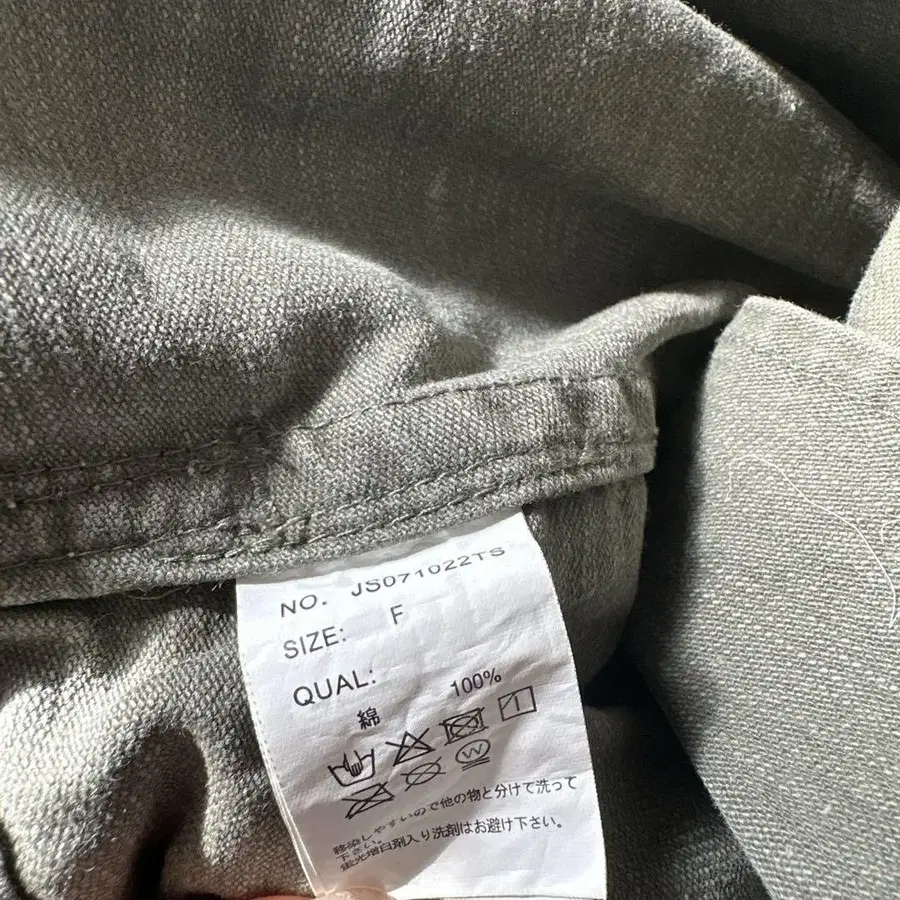 NO. JS071022TS
SIZE: F
QUAL:
綿 100%
W
移染しやすいので他の物と分けて洗って
下さい。
蛍光増白剤入り洗剤はお避け下さい。